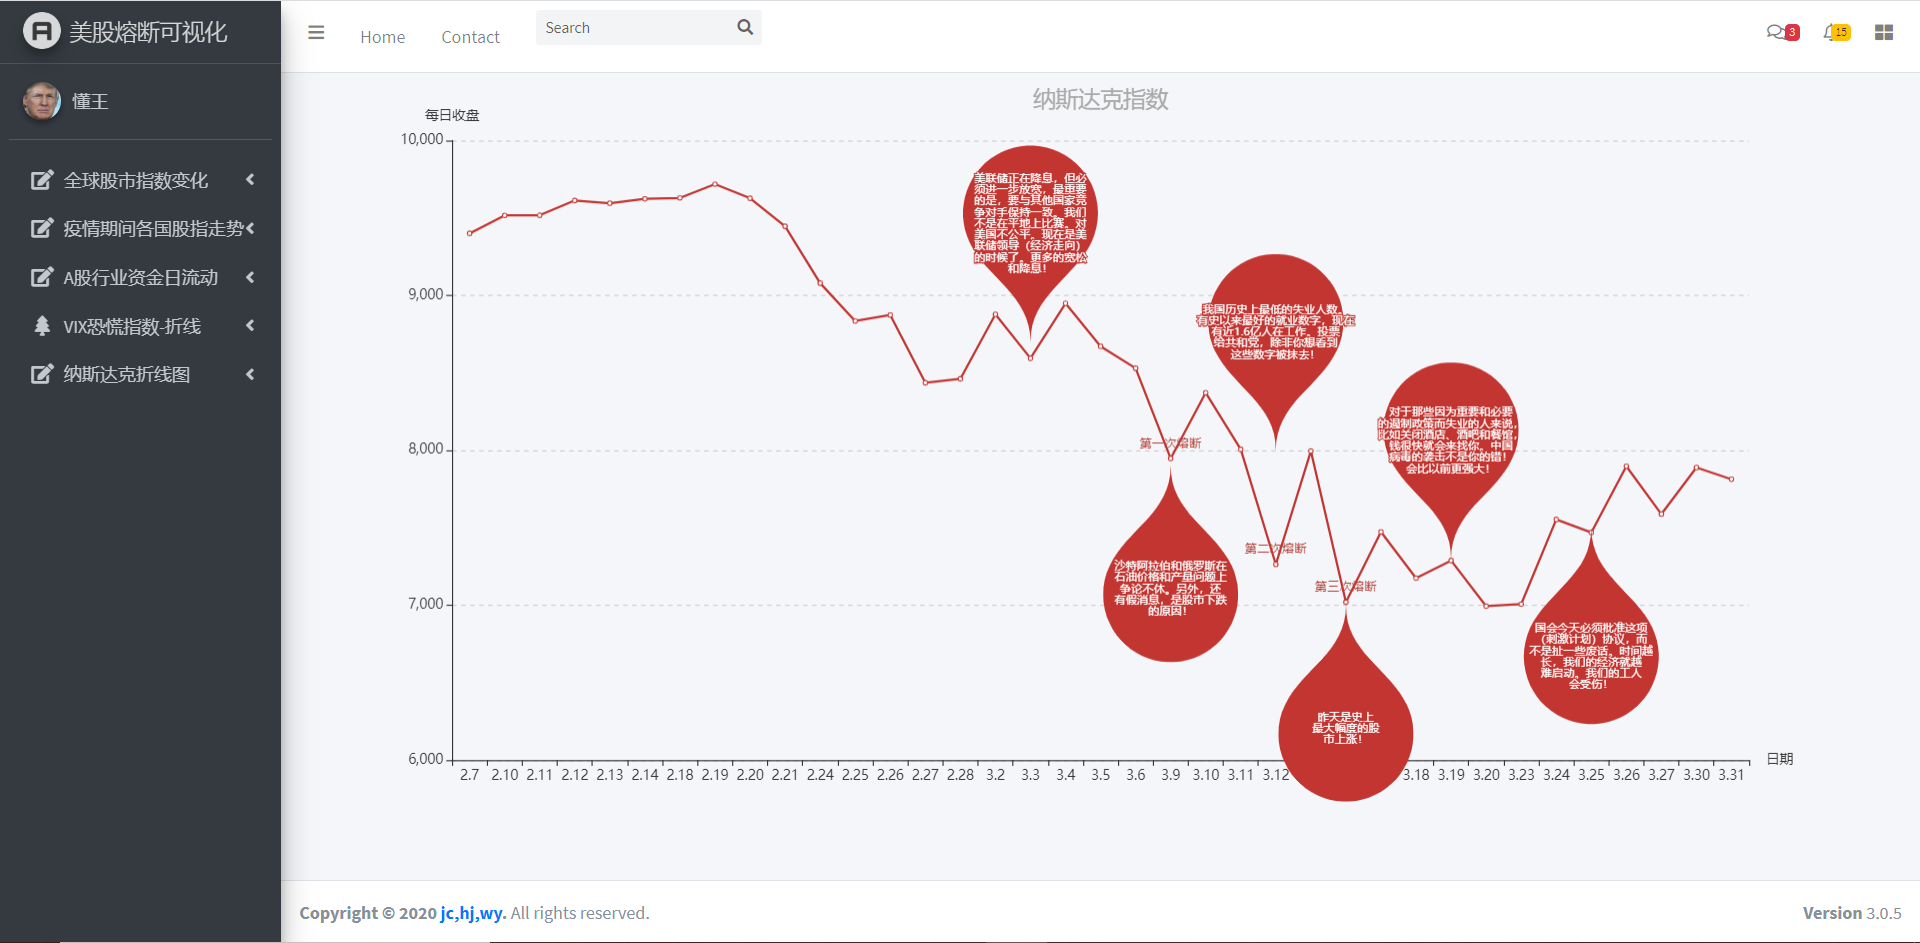 美股熔断可视化
Home
Contact
Search
3
15
懂王
全球股市指数变化
疫情期间各国股指走势
A股行业资金日流动
VIX恐慌指数-折线
纳斯达克折线图
纳斯达克指数
每日收盘
10,000
9,000
8,000
7,000
6,000
美联储正在降息，但必
须进一步放宽，最重要
的是，要与其他国家竞
争对手保持一致。我们
不是在平地上比赛。对
美国不公平。现在是美
联储领导（经济走向）
的时候了。更多的宽松
和降息！
我国历史上最低的失业人数。
有史以来最好的就业数字，现在
有近1.6亿人在工作。投票
给共和党，除非你想看到
这些数字被抹去！
对于那些因为重要和必要
的遏制政策而失业的人来说，
比如关闭酒店、酒吧和餐馆，
钱很快就会来找你。中国
病毒的袭击不是你的错！
会比以前更强大！
第一次熔断
第二次熔断
第三次熔断
沙特阿拉伯和俄罗斯在
石油价格和产量问题上
争论不休。另外，还
有假消息，是股市下跌
的原因！
国会今天必须批准这项
（刺激计划）协议，而
不是扯一些废话。时间越
长，我们的经济就越
难启动。我们的工人
会受伤！
昨天是史上
最大幅度的股
市上涨！
2.7 2.10 2.11 2.12 2.13 2.14 2.18 2.19 2.20 2.21 2.24 2.25 2.26 2.27 2.28 3.2 3.3 3.4 3.5 3.6 3.9 3.10 3.11 3.12 3.18 3.19 3.20 3.23 3.24 3.25 3.26 3.27 3.30 3.31
日期
Copyright © 2020 jc,hj,wy. All rights reserved.
Version 3.0.5